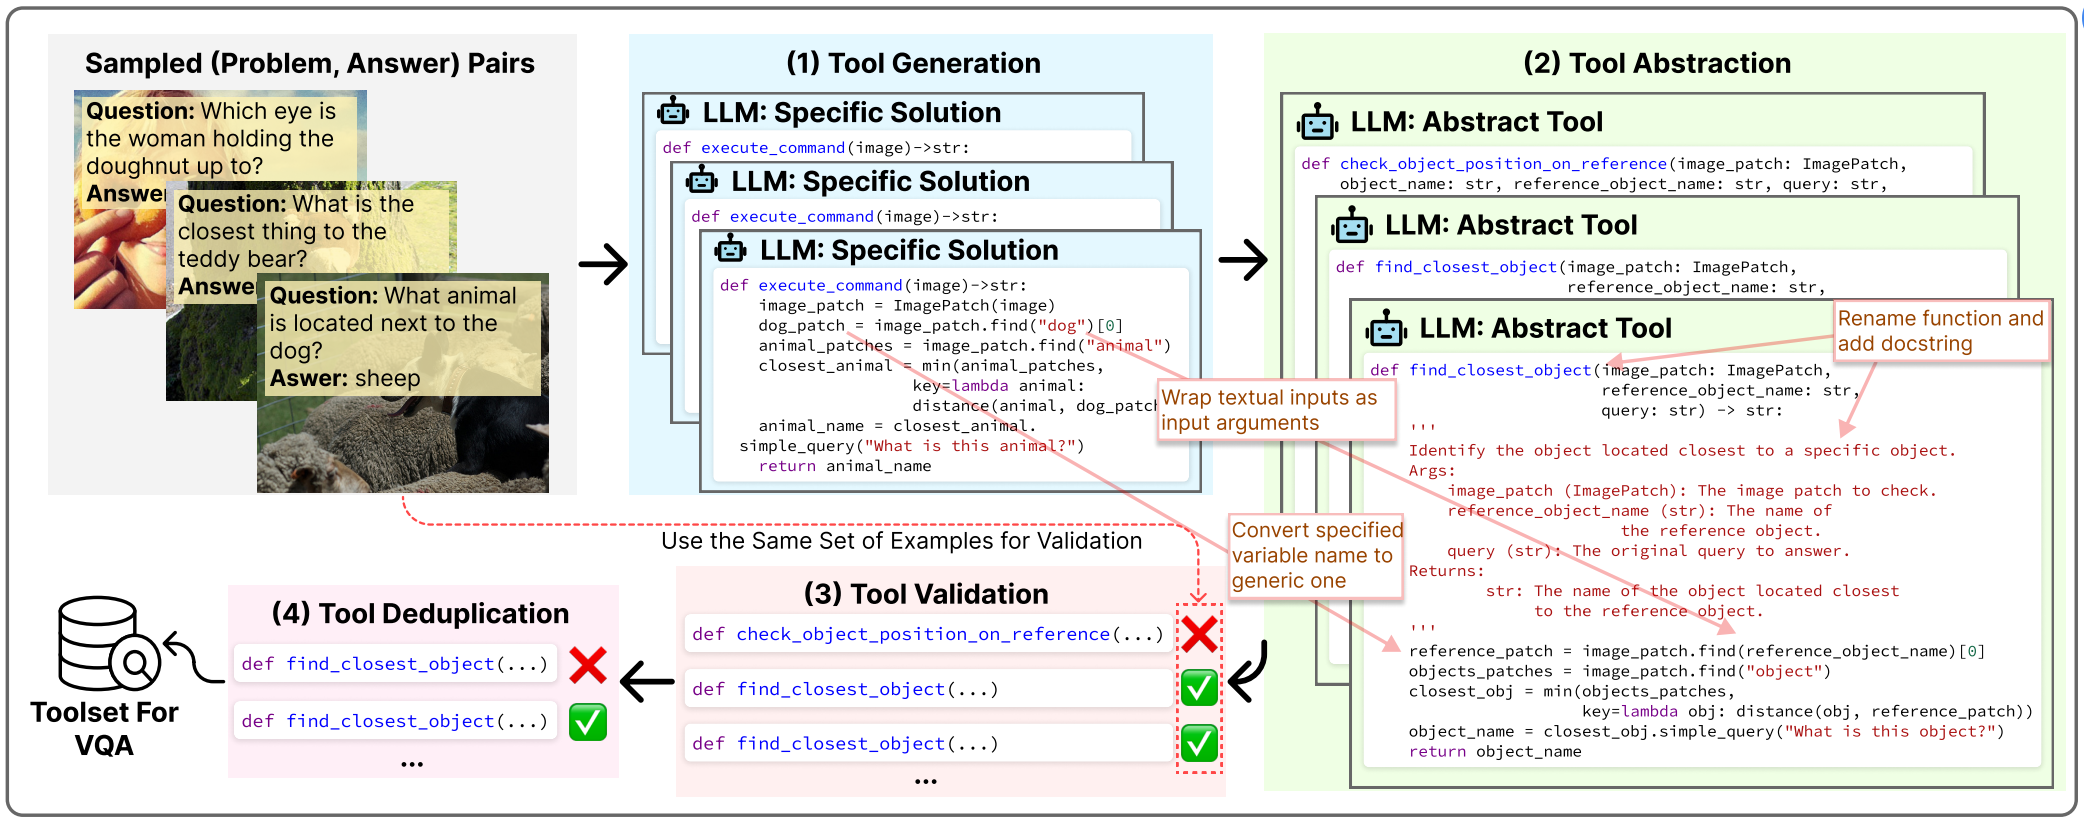 Sampled (Problem, Answer) Pairs
Question: Which eye is
the woman holding the
doughnut up to?
Answer
Question: What is the
closest thing to the
teddy bear?
Answer
Question: What animal
is located next to the
dog?
Aswer: sheep
(1) Tool Generation
LLM: Specific Solution
def execute_command(image)->str:
LLM: Specific Solution
def execute_command(image)->str:
LLM: Specific Solution
def execute_command(image)->str:
image_patch = ImagePatch(image)
dog_patch = image_patch.find("dog")[0]
animal_patches = image_patch.find("animal")
closest_animal = min(animal_patches,
key=lambda animal:
distance(animal, dog_patch
animal_name = closest_animal.
simple_query("What is this animal?")
return animal_name
(2) Tool Abstraction
LLM: Abstract Tool
def check_object_position_on_reference(image_patch: ImagePatch,
object_name: str, reference_object_name: str, query: str,
LLM: Abstract Tool
def find_closest_object(image_patch: ImagePatch,
reference_object_name: str,
LLM: Abstract Tool
def find_closest_object(image_patch: ImagePatch,
reference_object_name: str,
query: str) -> str:
'''
Identify the object located closest to a specific object.
Args:
image_patch (ImagePatch): The image patch to check.
reference_object_name (str): The name of
the reference object.
query (str): The original query to answer.
Returns:
str: The name of the object located closest
to the reference object.
'''
reference_patch = image_patch.find(reference_object_name)[0]
objects_patches = image_patch.find("object")
closest_obj = min(objects_patches,
key=lambda obj: distance(obj, reference_patch))
object_name = closest_obj.simple_query("What is this object?")
return object_name
Rename function and
add docstring
Wrap textual inputs as
input arguments
Convert specified
variable name to
generic one
Use the Same Set of Examples for Validation
(3) Tool Validation
def check_object_position_on_reference(...)
def find_closest_object(...)
def find_closest_object(...)
...
(4) Tool Deduplication
def find_closest_object(...)
def find_closest_object(...)
...
Toolset For
VQA